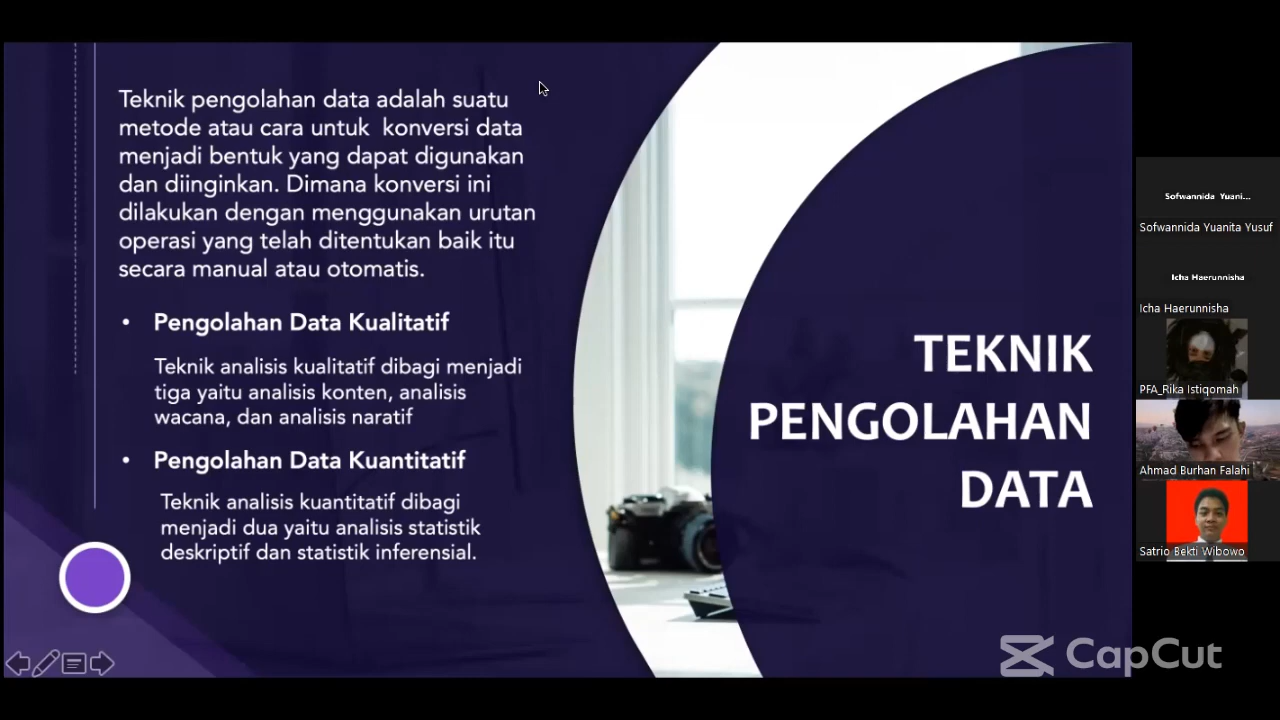 Teknik pengolahan data adalah suatu
metode atau cara untuk konversi data
menjadi bentuk yang dapat digunakan
dan diinginkan. Dimana konversi ini
dilakukan dengan menggunakan urutan
operasi yang telah ditentukan baik itu
secara manual atau otomatis.
• Pengolahan Data Kualitatif
Teknik analisis kualitatif dibagi menjadi
tiga yaitu analisis konten, analisis
wacana, dan analisis naratif
• Pengolahan Data Kuantitatif
Teknik analisis kuantitatif dibagi
menjadi dua yaitu analisis statistik
deskriptif dan statistik inferensial.
TEKNIK
PENGOLAHAN
DATA
Sofwannida Yuani...
Sofwannida Yuanita Yusuf
Icha Haerunnisha
Icha Haerunnisha
PFA_Rika Istiqomah
Ahmad Burhan Falahi
Satrio Bekti Wibowo
CapCut